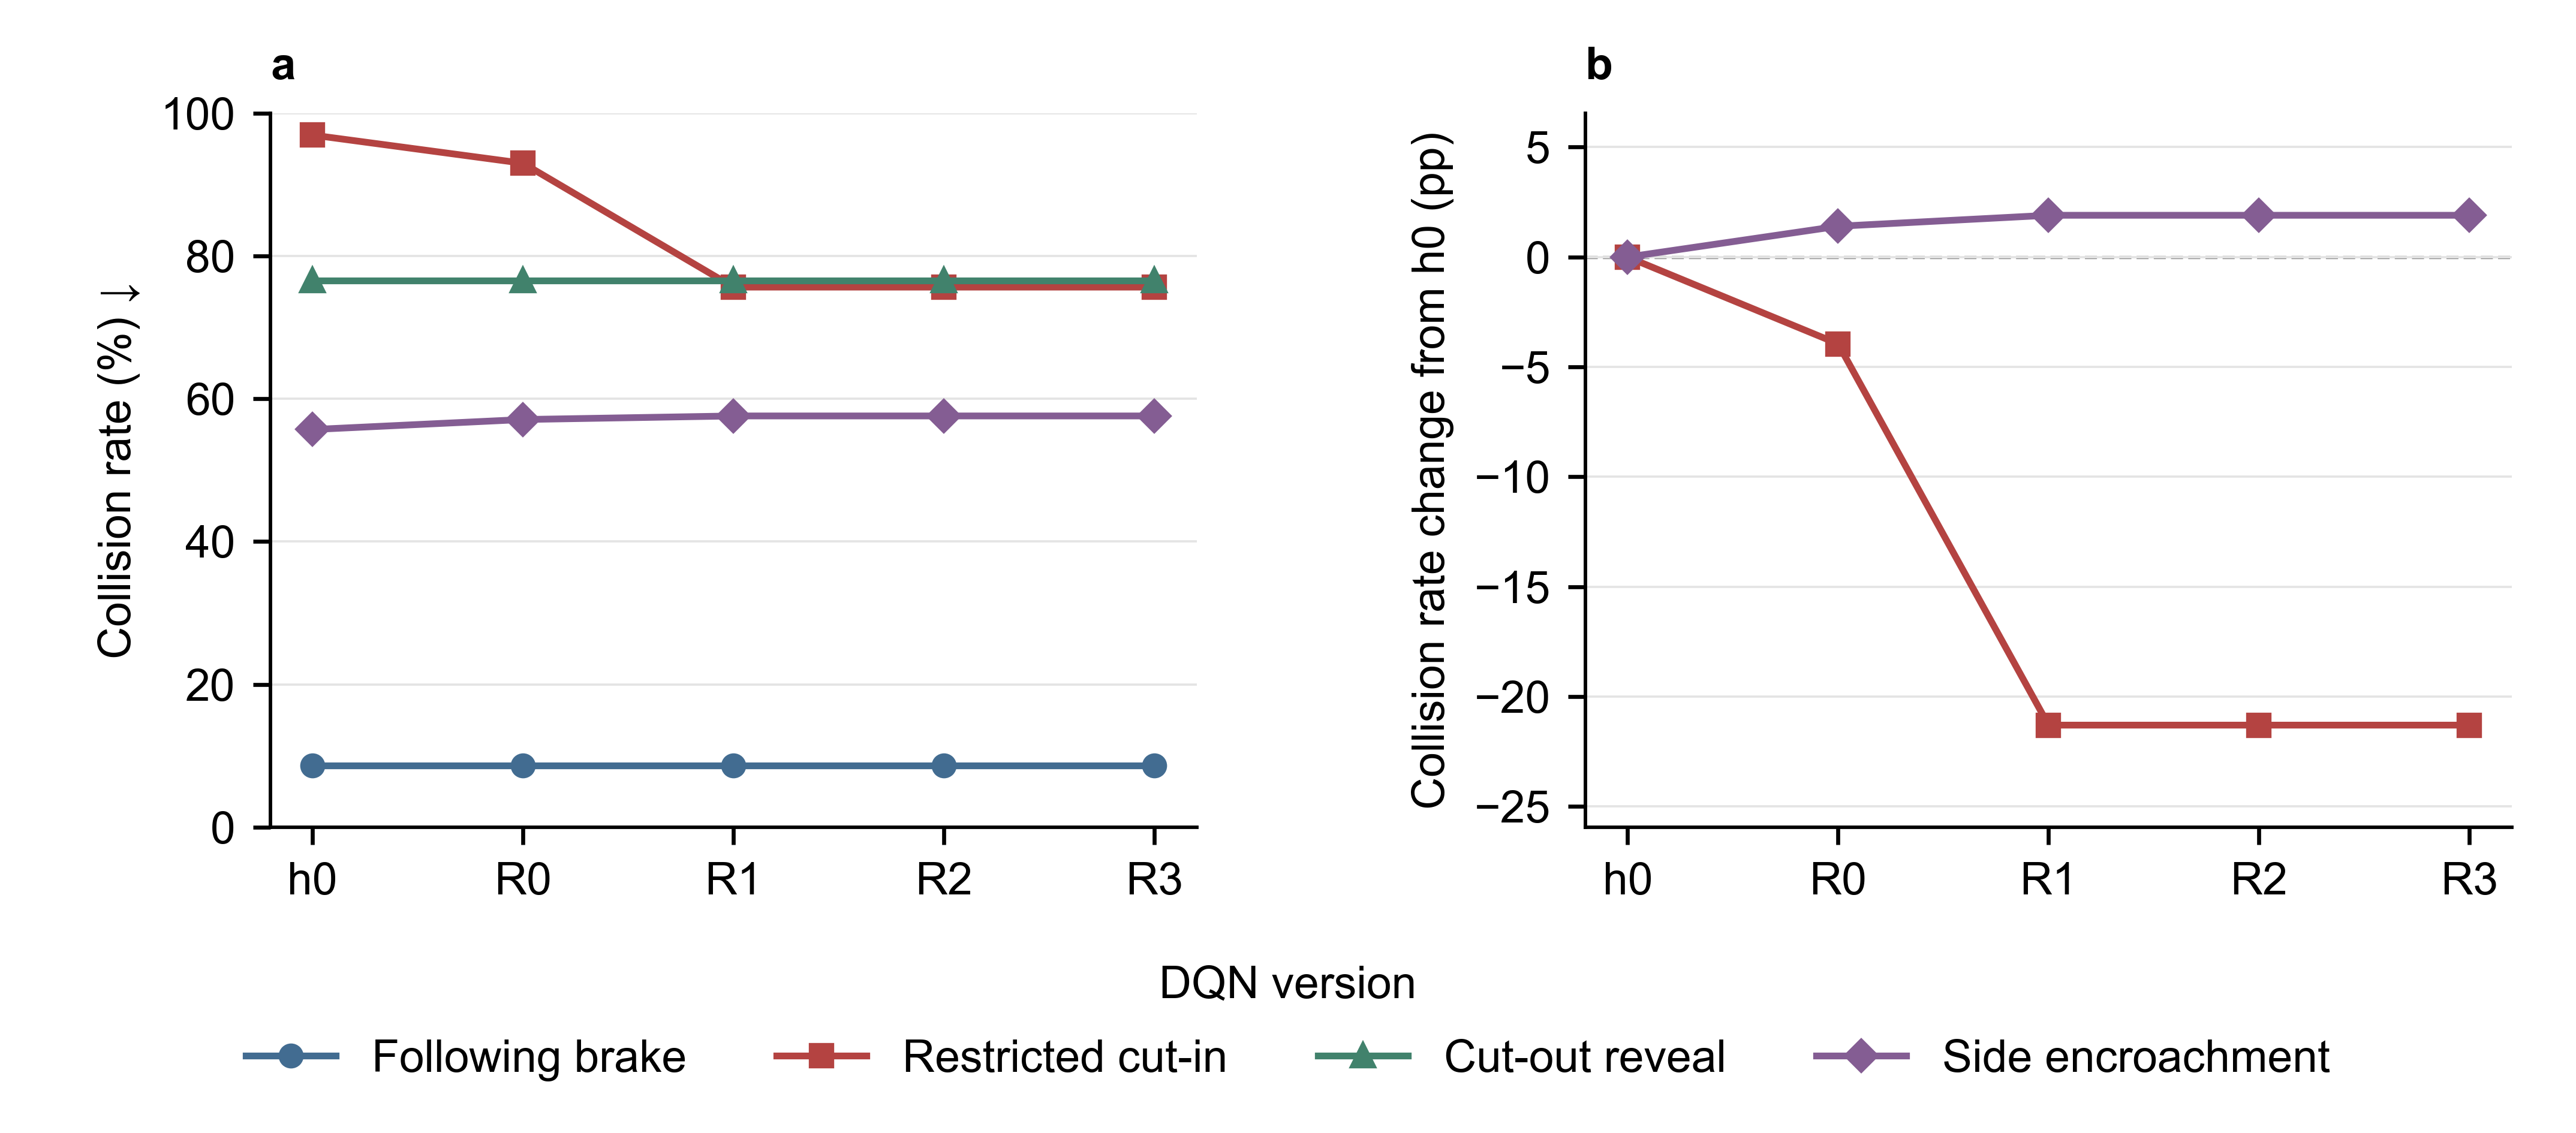 a
Collision rate (%) ↓
100
80
60
40
20
0
h0 R0 R1 R2 R3
b
Collision rate change from h0 (pp)
5
0
−5
−10
−15
−20
−25
h0 R0 R1 R2 R3
DQN version
Following brake Restricted cut-in Cut-out reveal Side encroachment